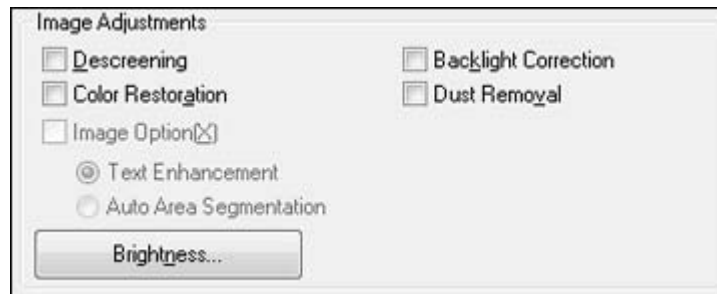 Image Adjustments
Descreening
Backlight Correction
Color Restoration
Dust Removal
Image Option(X)
Text Enhancement
Auto Area Segmentation
Brightness...